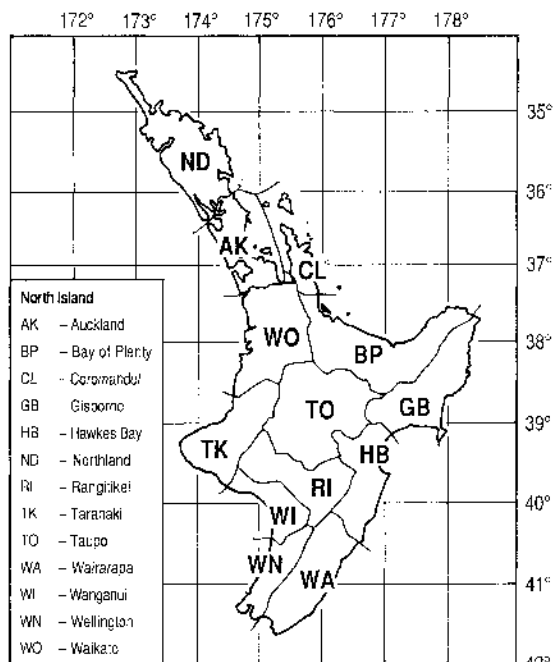 172° 173° 174° 175° 176° 177° 178°
35°
ND
36°
AK
37°
CL
North Island
AK – Auckland
WO
38°
BP – Bay of Plenty
BP
CL – Coromandel
TO
GB
39°
GB – Gisborne
TK
HB
HB – Hawkes Bay
ND – Northland
RI
RI – Rangitikei
40°
WI
TK – Taranaki
WN
TO – Taupo
WA
41°
WA – Wairarapa
WI – Wanganui
WN – Wellington
WO – Waikato